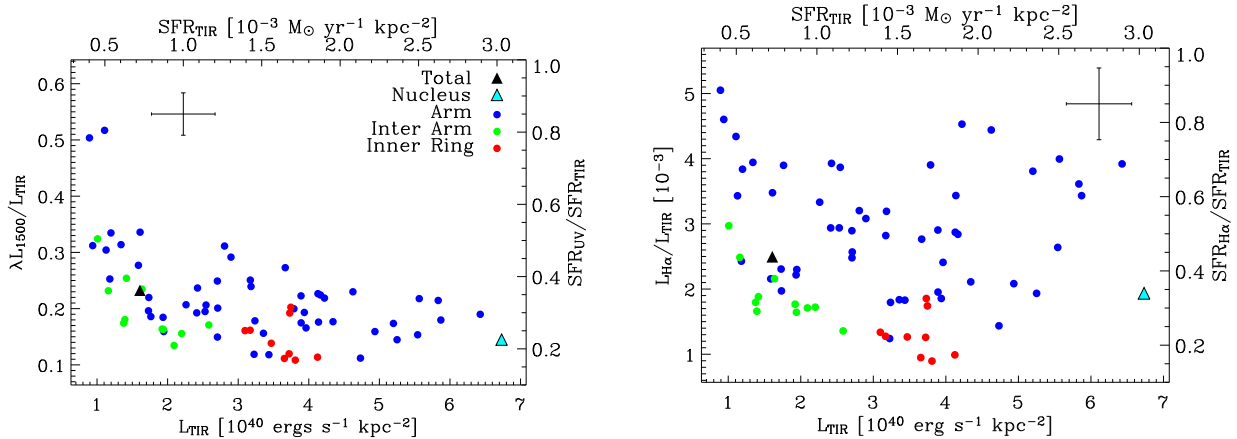 SFR_TIR [10^-3 M_⊙ yr^-1 kpc^-2]
0.5 1.0 1.5 2.0 2.5 3.0
λL_1500/L_TIR
0.6
0.5
0.4
0.3
0.2
0.1
Total
Nucleus
Arm
Inter Arm
Inner Ring
1.0
0.8
0.6
0.4
0.2
SFR_UV/SFR_TIR
1 2 3 4 5 6 7
L_TIR [10^40 ergs s^-1 kpc^-2]
SFR_TIR [10^-3 M_⊙ yr^-1 kpc^-2]
0.5 1.0 1.5 2.0 2.5 3.0
L_Hα/L_TIR [10^-3]
5
4
3
2
1
1.0
0.8
0.6
0.4
0.2
SFR_Hα/SFR_TIR
1 2 3 4 5 6 7
L_TIR [10^40 erg s^-1 kpc^-2]